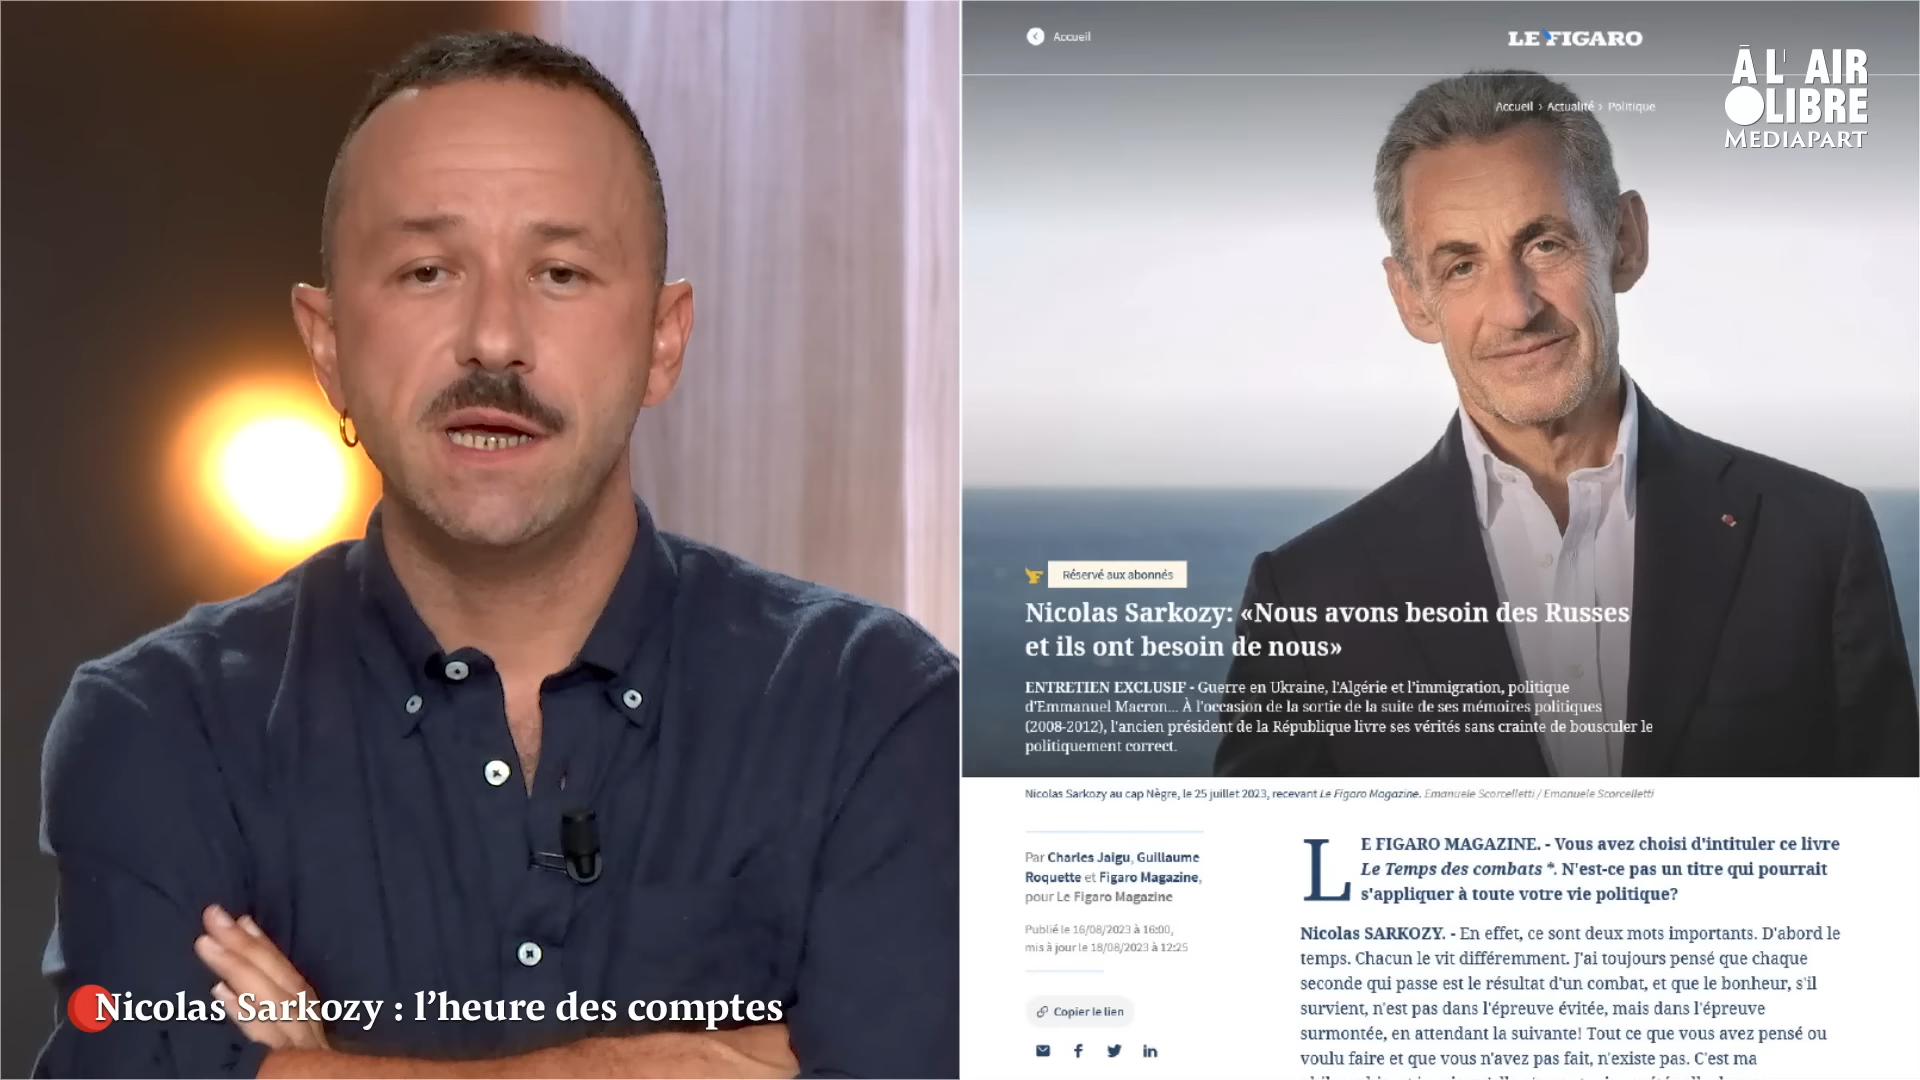 Accueil
LE FIGARO
À L'AIR
LIBRE
MEDIAPART
Accueil › Actualité › Politique
Réservé aux abonnés
Nicolas Sarkozy: «Nous avons besoin des Russes
et ils ont besoin de nous»
ENTRETIEN EXCLUSIF - Guerre en Ukraine, l'Algérie et l'immigration, politique
d'Emmanuel Macron... À l'occasion de la sortie de la suite de ses mémoires politiques
(2008-2012), l'ancien président de la République livre ses vérités sans crainte de bousculer le
politiquement correct.
Nicolas Sarkozy au cap Nègre, le 25 juillet 2023, recevant Le Figaro Magazine. Emanuele Scorcelletti / Emanuele Scorcelletti
Par Charles Jaigu, Guillaume
Roquette et Figaro Magazine,
pour Le Figaro Magazine
Publié le 16/08/2023 à 16:00,
mis à jour le 18/08/2023 à 12:25
Copier le lien
LE FIGARO MAGAZINE. - Vous avez choisi d'intituler ce livre
Le Temps des combats *. N'est-ce pas un titre qui pourrait
s'appliquer à toute votre vie politique?
Nicolas SARKOZY. - En effet, ce sont deux mots importants. D'abord le
temps. Chacun le vit différemment. J'ai toujours pensé que chaque
seconde qui passe est le résultat d'un combat, et que le bonheur, s'il
survient, n'est pas dans l'épreuve évitée, mais dans l'épreuve
surmontée, en attendant la suivante! Tout ce que vous avez pensé ou
voulu faire et que vous n'avez pas fait, n'existe pas. C'est ma
Nicolas Sarkozy : l'heure des comptes